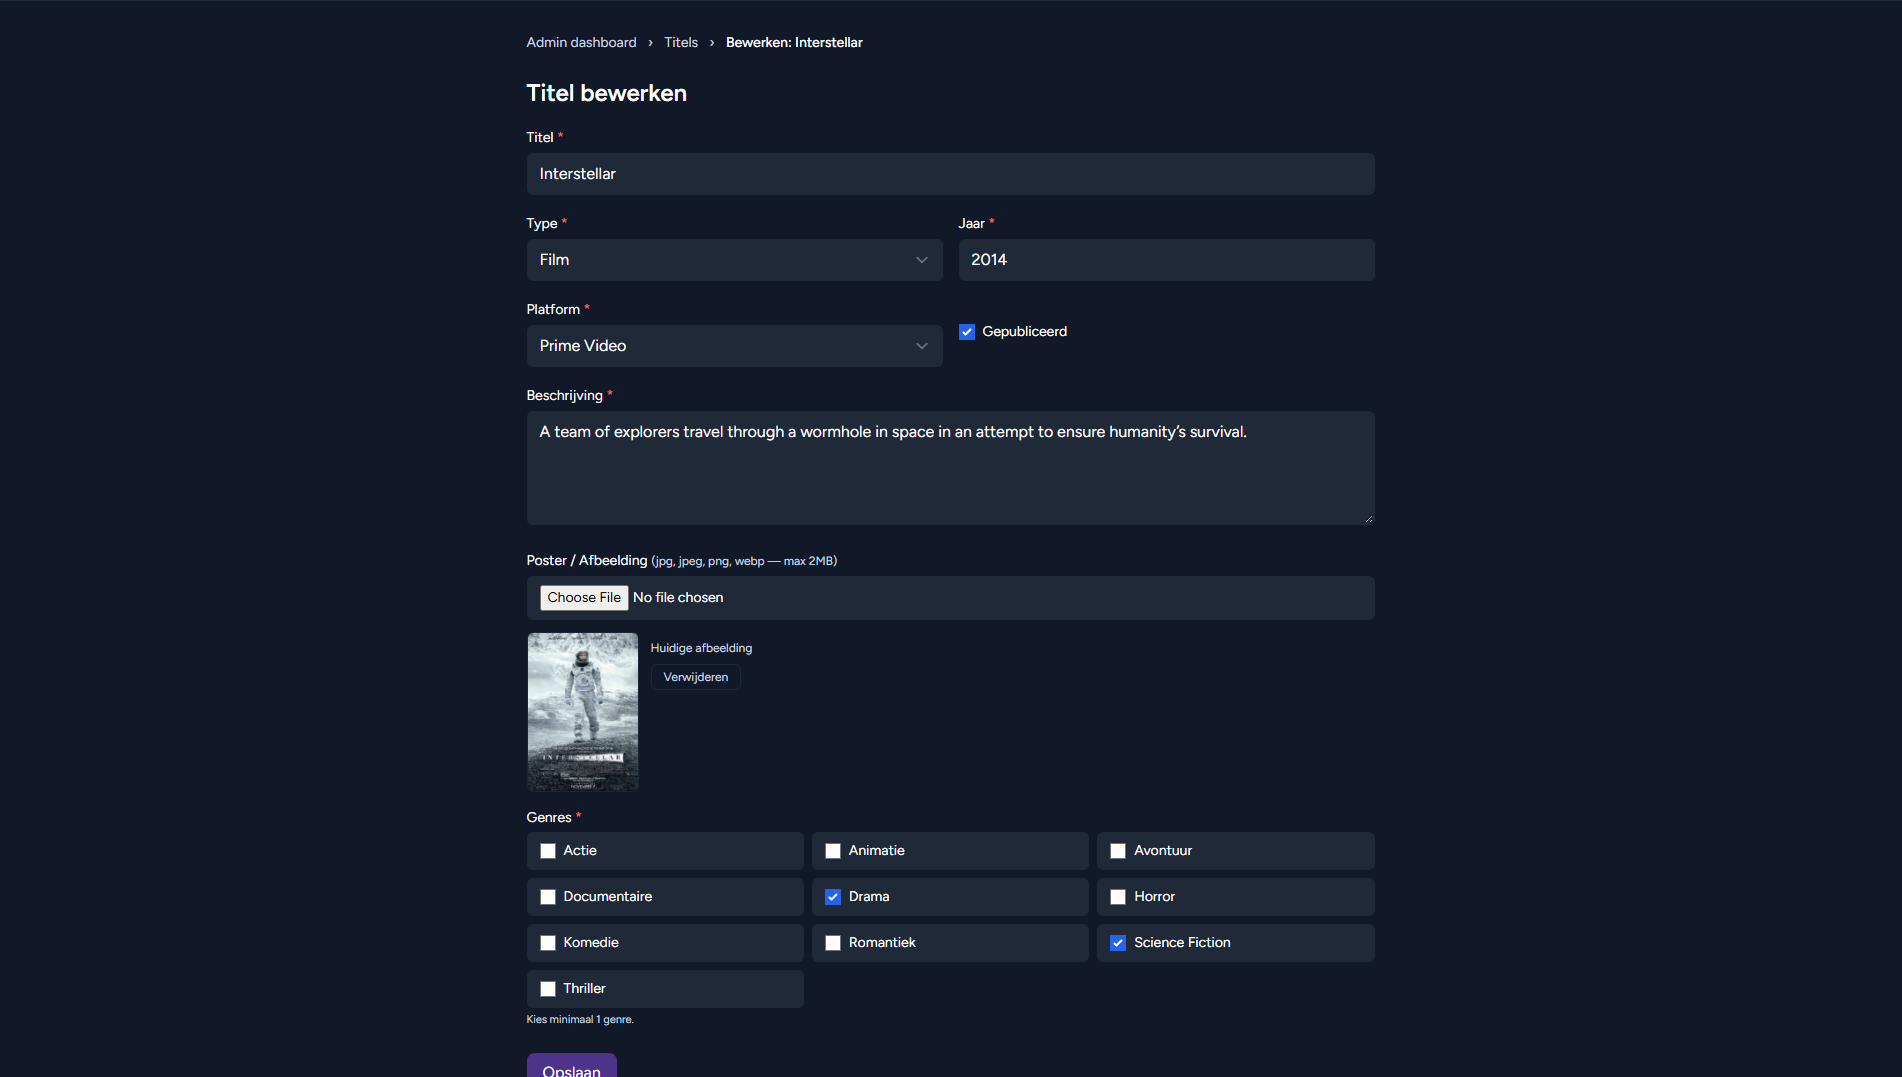 Admin dashboard › Titels › Bewerken: Interstellar
Titel bewerken
Titel *
Interstellar
Type *
Jaar *
Film
2014
Platform *
Prime Video
Gepubliceerd
Beschrijving *
A team of explorers travel through a wormhole in space in an attempt to ensure humanity’s survival.
Poster / Afbeelding (jpg, jpeg, png, webp — max 2MB)
Choose File No file chosen
Huidige afbeelding
Verwijderen
INTERSTELLAR
Genres *
Actie
Animatie
Avontuur
Documentaire
Drama
Horror
Komedie
Romantiek
Science Fiction
Thriller
Kies minimaal 1 genre.
Opslaan